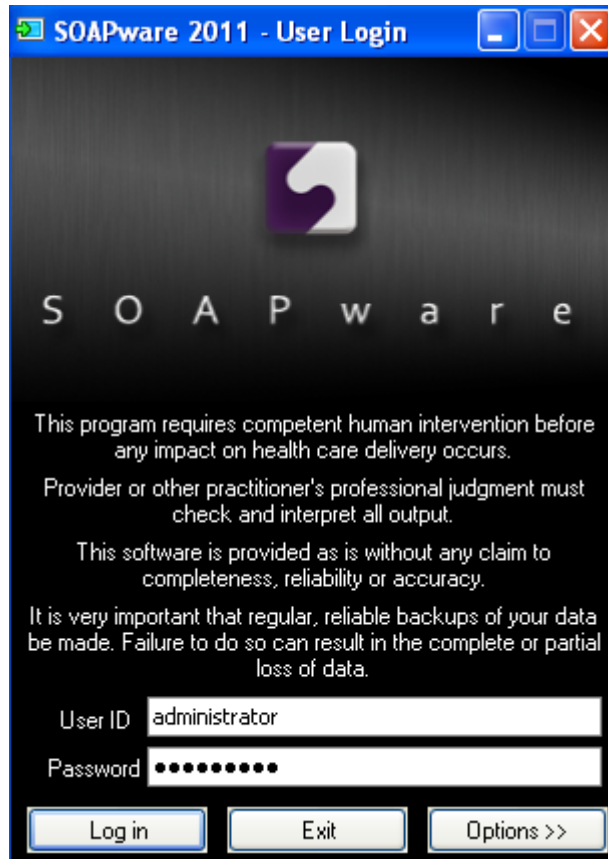 SOAPware 2011 - User Login
S O A P w a r e
This program requires competent human intervention before
any impact on health care delivery occurs.
Provider or other practitioner's professional judgment must
check and interpret all output.
This software is provided as is without any claim to
completeness, reliability or accuracy.
It is very important that regular, reliable backups of your data
be made. Failure to do so can result in the complete or partial
loss of data.
User ID administrator
Password •••••••••
Log in Exit Options >>